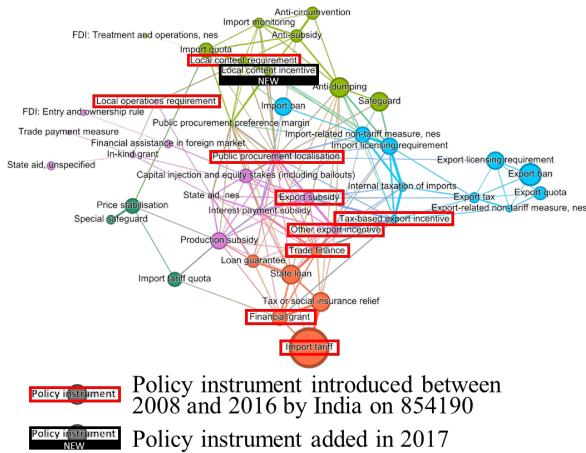 Anti-circumvention
Import monitoring
FDI: Treatment and operations, nes
Anti-subsidy
Import quota
Local content requirement
Local content incentive
NEW
Anti-dumping
Local operations requirement
Safeguard
Import ban
FDI: Entry and ownership rule
Public procurement preference margin
Trade payment measure
Import-related non-tariff measure, nes
Financial assistance in foreign market
Import licensing requirement
In-kind grant
Public procurement localisation
State aid, unspecified
Export licensing requirement
Capital injection and equity stakes (including bailouts)
Export ban
Internal taxation of imports
State aid, nes
Export subsidy
Export tax
Export quota
Price stabilisation
Interest payment subsidy
Export-related non-tariff measure, nes
Special safeguard
Tax-based export incentive
Other export incentive
Production subsidy
Trade finance
Loan guarantee
State loan
Import tariff quota
Tax or social insurance relief
Financial grant
Import tariff
Policy instrument
Policy instrument introduced between
2008 and 2016 by India on 854190
Policy instrument
NEW
Policy instrument added in 2017